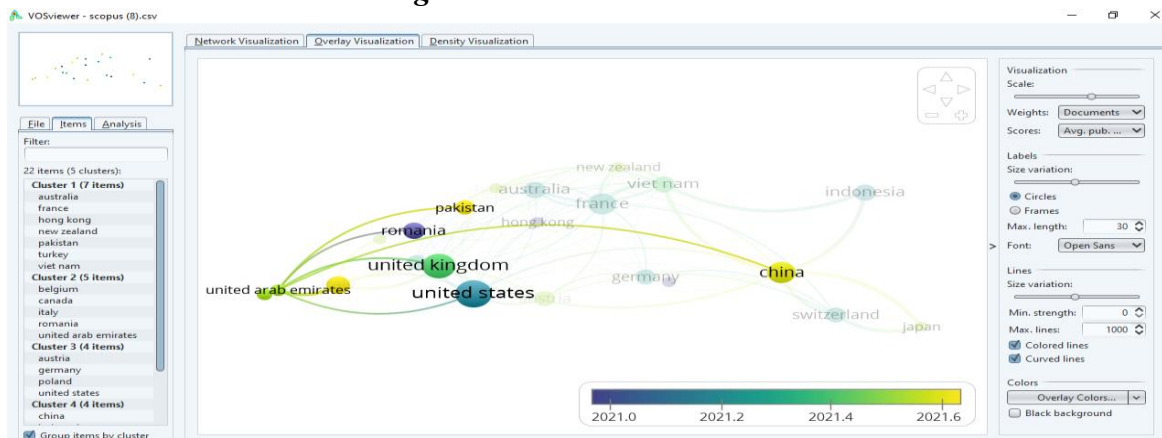 VOSviewer - scopus (8).csv
Network Visualization Overlay Visualization Density Visualization
File Items Analysis
Filter:
22 items (5 clusters):
Cluster 1 (7 items)
australia
france
hong kong
new zealand
pakistan
turkey
viet nam
Cluster 2 (5 items)
belgium
canada
italy
romania
united arab emirates
Cluster 3 (4 items)
austria
germany
poland
united states
Cluster 4 (4 items)
china
Group items by cluster
new zealand
australia
viet nam
france
indonesia
pakistan
hong kong
romania
united kingdom
germany
china
united arab emirates
united states
austria
switzerland
japan
2021.0 2021.2 2021.4 2021.6
Visualization
Scale:
Weights: Documents
Scores: Avg. pub. ...
Labels
Size variation:
Circles
Frames
Max. length: 30
> Font: Open Sans
Lines
Size variation:
Min. strength: 0
Max. lines: 1000
Colored lines
Curved lines
Colors
Overlay Colors...
Black background